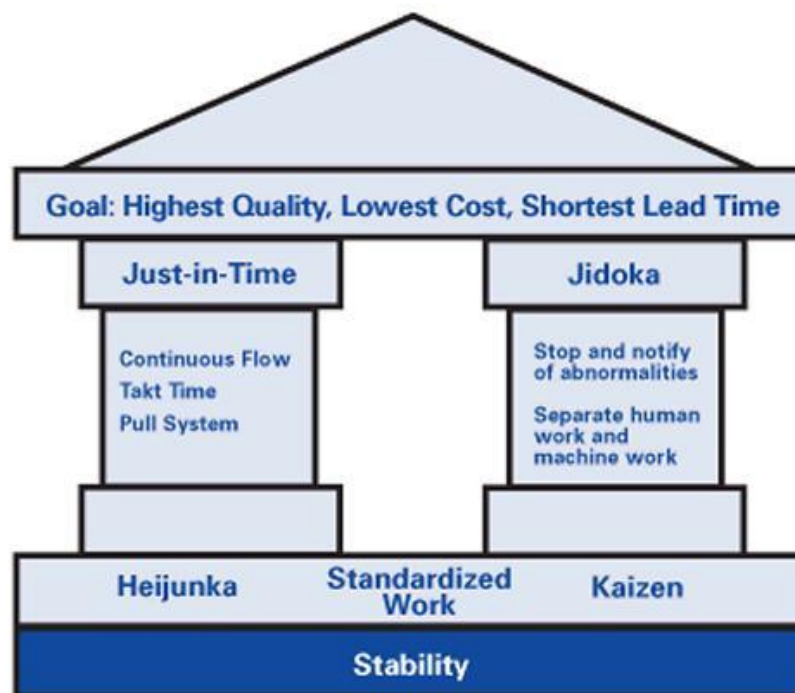 Goal: Highest Quality, Lowest Cost, Shortest Lead Time
Just-in-Time
Continuous Flow
Takt Time
Pull System
Jidoka
Stop and notify
of abnormalities
Separate human
work and
machine work
Heijunka
Standardized
Work
Kaizen
Stability